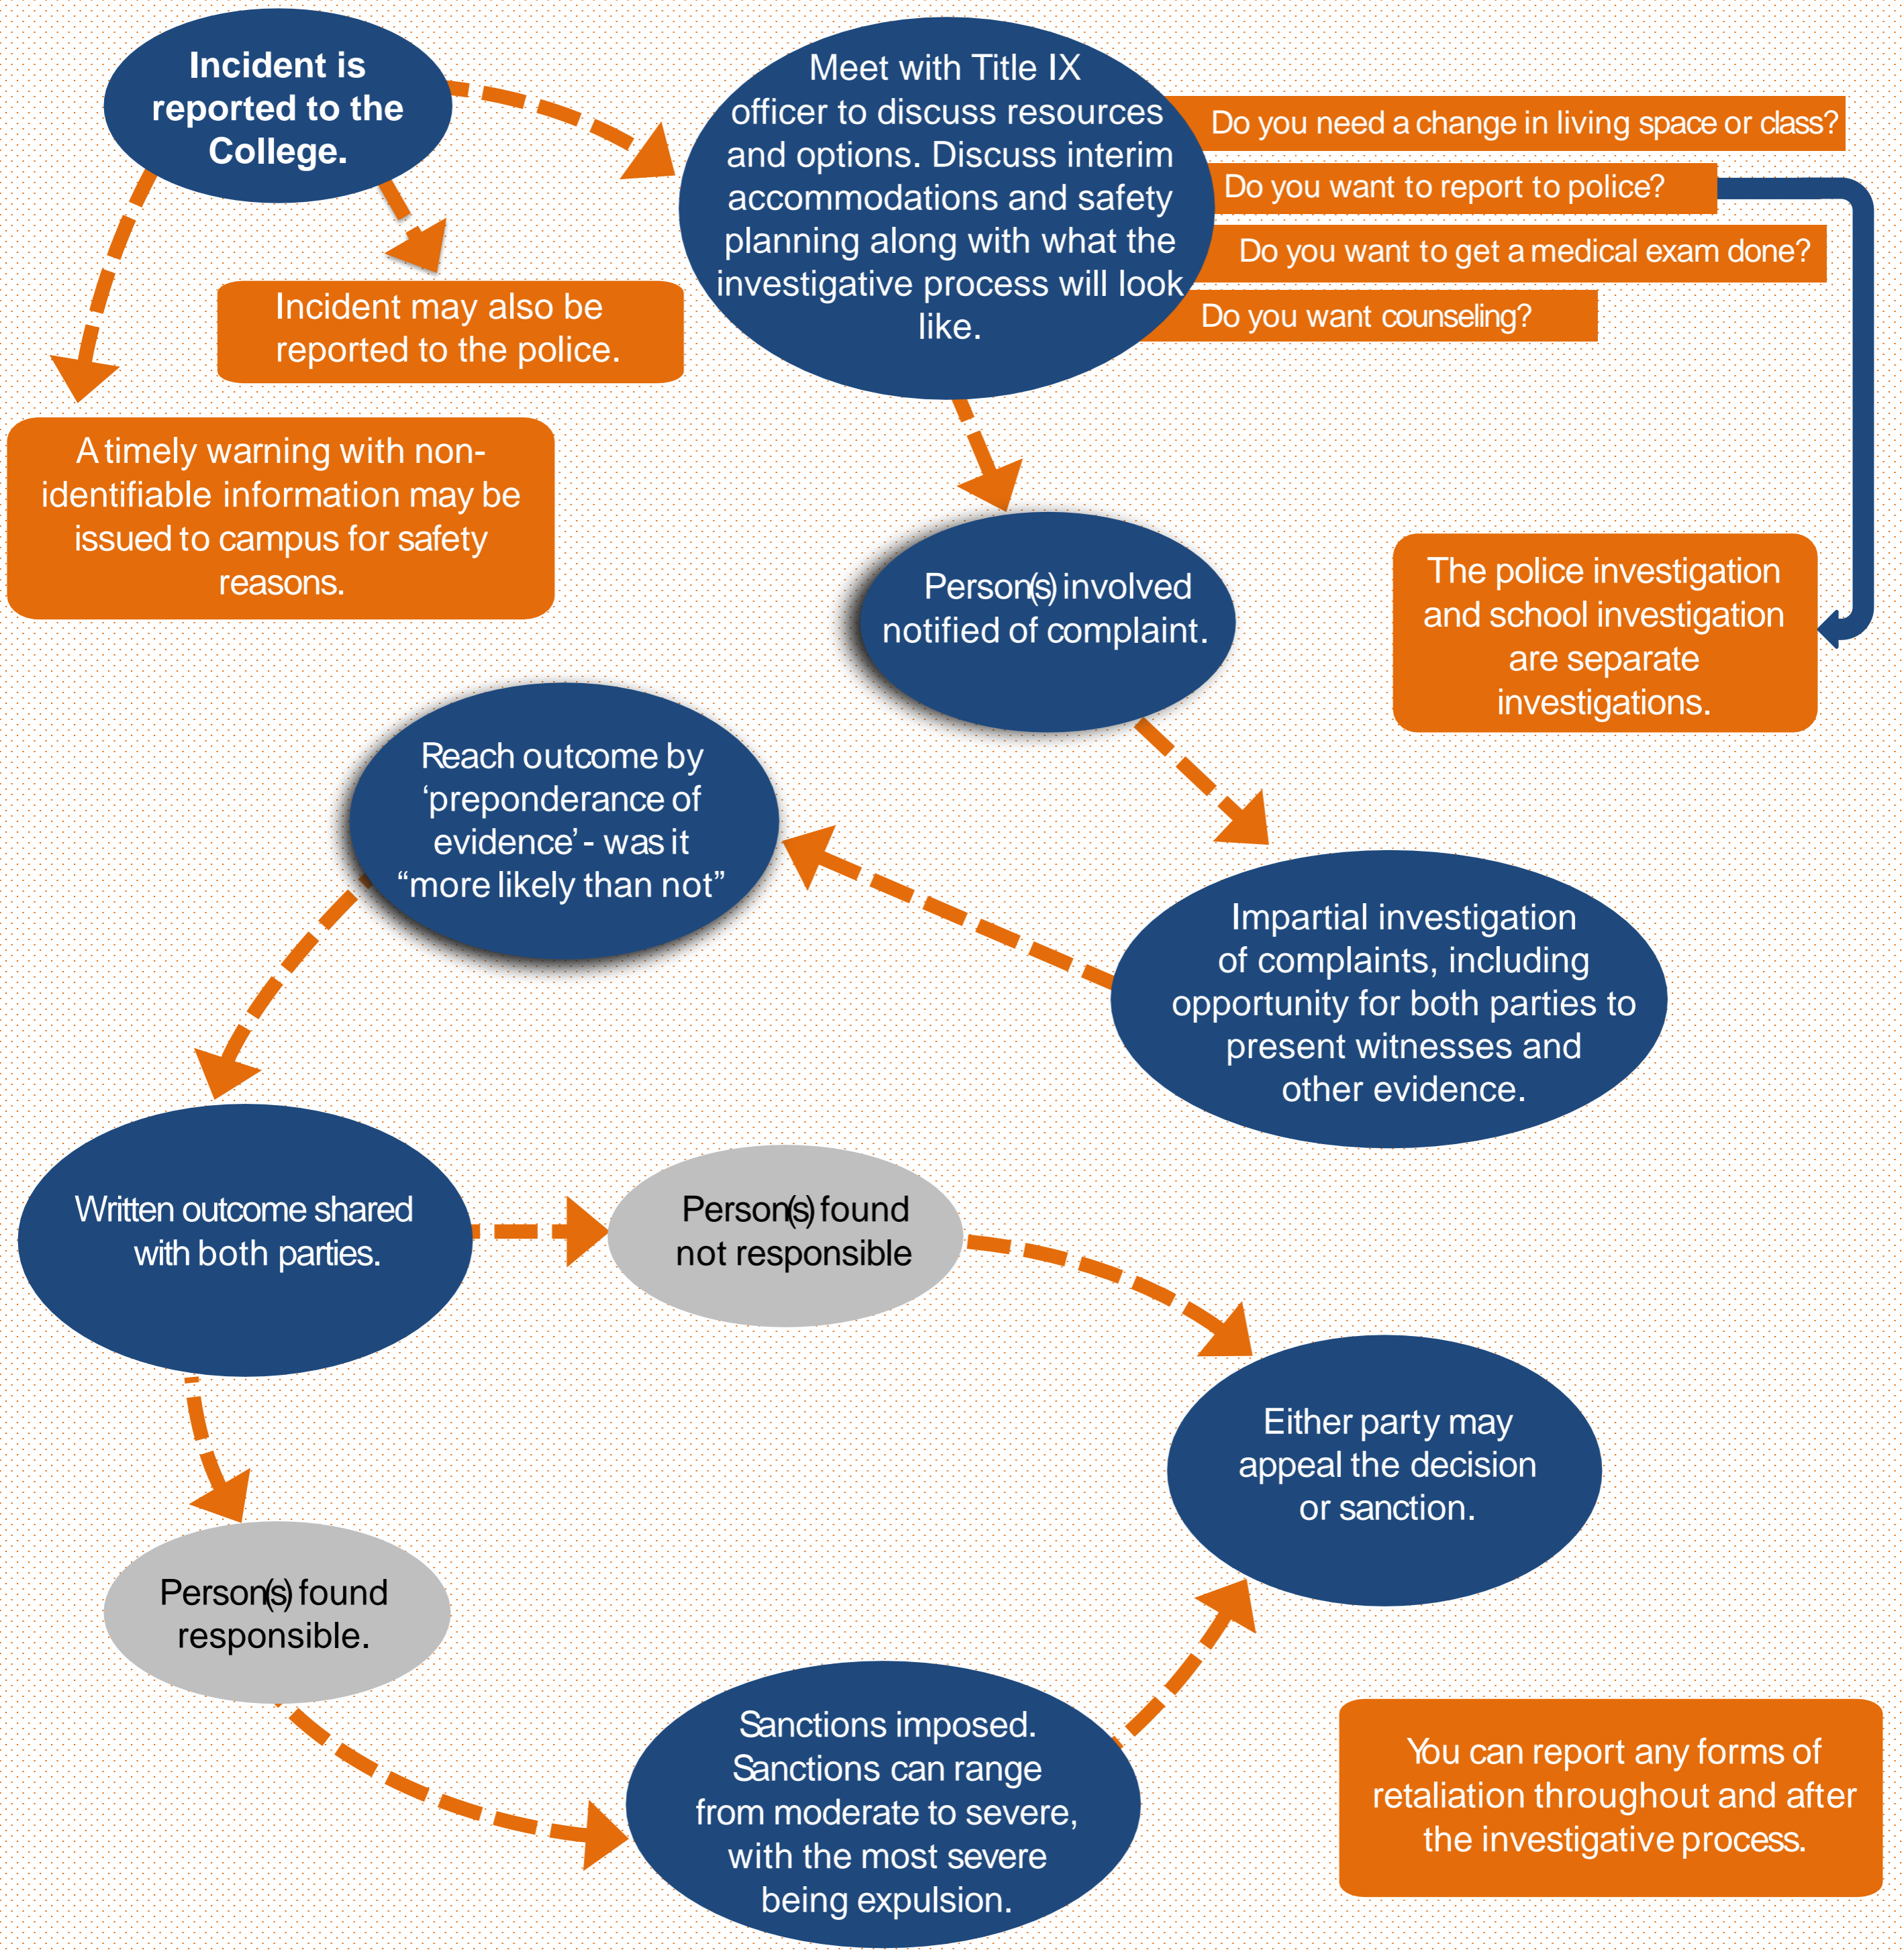 Incident is
reported to the
College.
Meet with Title IX
officer to discuss resources
and options. Discuss interim
accommodations and safety
planning along with what the
investigative process will look
like.
Do you need a change in living space or class?
Do you want to report to police?
Do you want to get a medical exam done?
Do you want counseling?
Incident may also be
reported to the police.
A timely warning with non-
identifiable information may be
issued to campus for safety
reasons.
Person(s) involved
notified of complaint.
The police investigation
and school investigation
are separate
investigations.
Reach outcome by
‘preponderance of
evidence’ - was it
“more likely than not”
Impartial investigation
of complaints, including
opportunity for both parties to
present witnesses and
other evidence.
Written outcome shared
with both parties.
Person(s) found
not responsible
Either party may
appeal the decision
or sanction.
Person(s) found
responsible.
Sanctions imposed.
Sanctions can range
from moderate to severe,
with the most severe
being expulsion.
You can report any forms of
retaliation throughout and after
the investigative process.